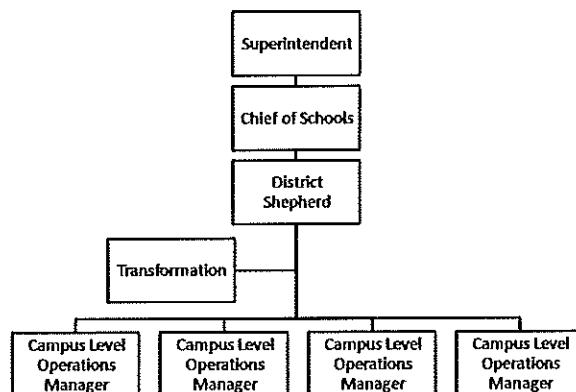 Superintendent
Chief of Schools
District
Shepherd
Transformation
Campus Level
Operations
Manager
Campus Level
Operations
Manager
Campus Level
Operations
Manager
Campus Level
Operations
Manager